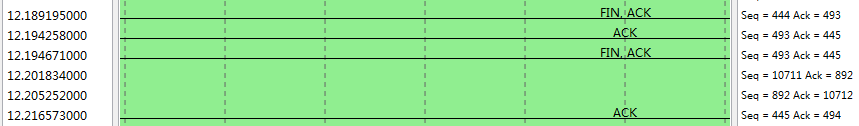 12.189195000 FIN, ACK Seq = 444 Ack = 493
12.194258000 ACK Seq = 493 Ack = 445
12.194671000 FIN, ACK Seq = 493 Ack = 445
12.201834000 Seq = 10711 Ack = 892
12.205252000 Seq = 892 Ack = 10712
12.216573000 ACK Seq = 445 Ack = 494